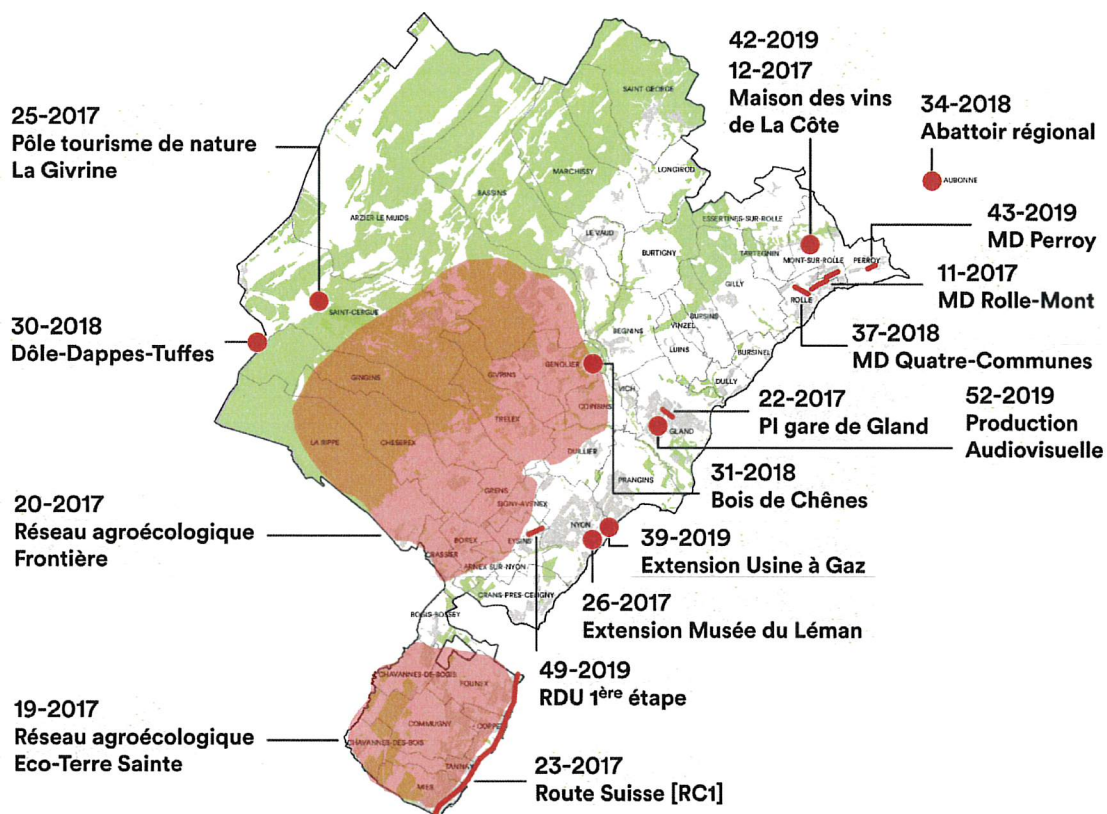 42-2019
12-2017
Maison des vins
de La Côte
34-2018
Abattoir régional
AUBONNE
25-2017
Pôle tourisme de nature
La Givrine
43-2019
MD Perroy
11-2017
MD Rolle-Mont
30-2018
Dôle-Dappes-Tuffes
37-2018
MD Quatre-Communes
22-2017
PI gare de Gland
52-2019
Production
Audiovisuelle
31-2018
Bois de Chênes
20-2017
Réseau agroécologique
Frontière
39-2019
Extension Usine à Gaz
26-2017
Extension Musée du Léman
49-2019
RDU 1ère étape
19-2017
Réseau agroécologique
Eco-Terre Sainte
23-2017
Route Suisse [RC1]
SAINT-GEORGE
LONGIROD
MARCHISSY
BASSINS
ARZIER-LE MUIDS
LE VAUD
BURTIGNY
ESSERTINES-SUR-ROLLE
TARTEGNIN
MONT-SUR-ROLLE
PERROY
GILLY
ROLLE
BURSINS
VINZEL
BEGNINS
LUINS
BURSINEL
DULLY
SAINT-CERGUE
GENOLIER
GIVRINS
GINGINS
VICH
COINSINS
TRELEX
GLAND
LA RIPPE
CHESEREX
DUILLIER
PRANGINS
GRENS
SIGNY-AVENEX
NYON
EYSINS
BOREX
CRASSIER
ARNEX-SUR-NYON
CRANS-PRES-CELIGNY
BOGIS-BOSSEY
CHAVANNES-DE-BOGIS
FOUNEX
COMMUGNY
COPPET
CHAVANNES-DES-BOIS
TANNAY
MIES